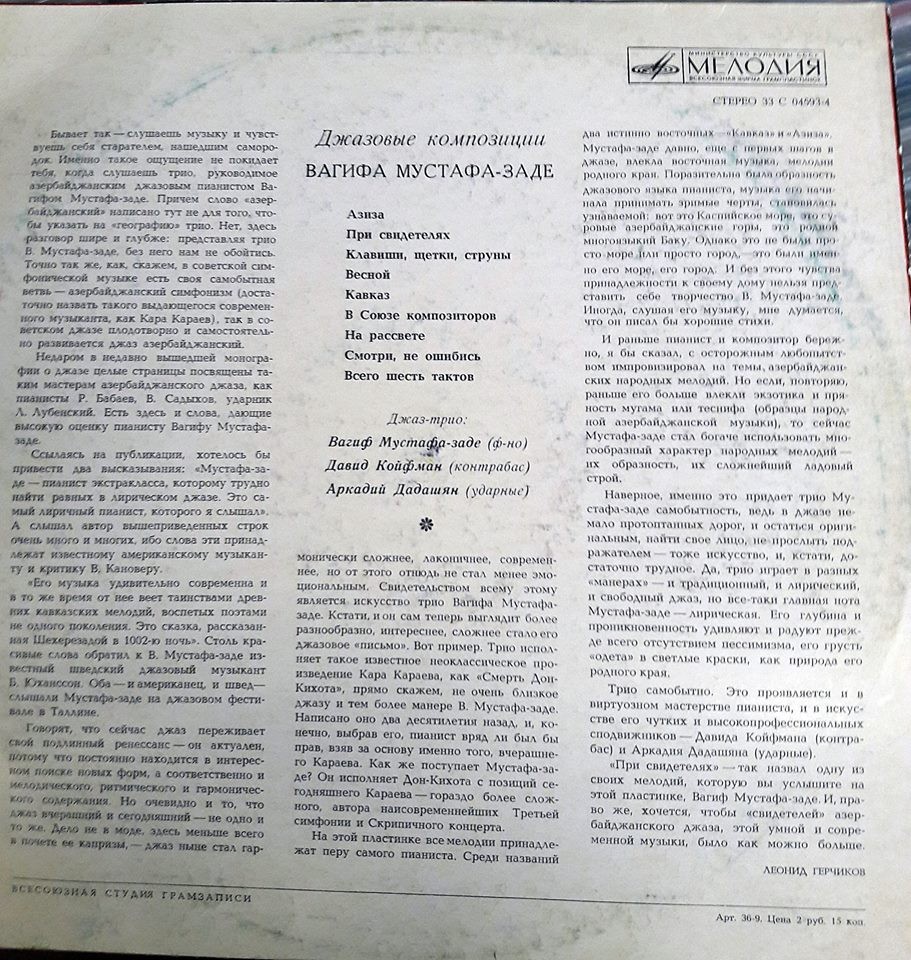 МИНИСТЕРСТВО КУЛЬТУРЫ СССР
МЕЛОДИЯ
ВСЕСОЮЗНАЯ ФИРМА ГРАМПЛАСТИНОК
СТЕРЕО 33 С 04593-4
Бывает так — слушаешь музыку и чувст-
вуешь себя старателем, нашедшим саморо-
док. Именно такое ощущение не покидает
тебя, когда слушаешь трио, руководимое
азербайджанским джазовым пианистом Ва-
гифом Мустафа-заде. Причем слово «азер-
байджанский» написано тут не для того, что-
бы указать на «географию» трио. Нет, здесь
разговор шире и глубже: представляя трио
В. Мустафа-заде, без него нам не обойтись.
Точно так же, как, скажем, в советской сим-
фонической музыке есть своя самобытная
ветвь — азербайджанский симфонизм (доста-
точно назвать такого выдающегося современ-
ного музыканта, как Кара Караев), так в со-
ветском джазе плодотворно и самостоятель-
но развивается джаз азербайджанский.
Недаром в недавно вышедшей моногра-
фии о джазе целые страницы посвящены та-
ким мастерам азербайджанского джаза, как
пианисты Р. Бабаев, В. Садыхов, ударник
Л. Лубенский. Есть здесь и слова, дающие
высокую оценку пианисту Вагифу Мустафа-
заде.
Ссылаясь на публикации, хотелось бы
привести два высказывания: «Мустафа-за-
де — пианист экстракласса, которому трудно
найти равных в лирическом джазе. Это са-
мый лиричный пианист, которого я слышал».
А слышал автор вышеприведенных строк
очень много и многих, ибо слова эти принад-
лежат известному американскому музыкан-
ту и критику В. Кановеру.
«Его музыка удивительно современна и
в то же время от нее веет таинствами древ-
них кавказских мелодий, воспетых поэтами
не одного поколения. Это сказка, рассказан-
ная Шехерезадой в 1002-ю ночь». Столь кра-
сивые слова обратил к В. Мустафа-заде из-
вестный шведский джазовый музыкант
Б. Юханссон. Оба — и американец, и швед —
слышали Мустафа-заде на джазовом фести-
вале в Таллине.
Говорят, что сейчас джаз переживает
свой подлинный ренессанс — он актуален,
потому что постоянно находится в интерес-
ном поиске новых форм, а соответственно и
мелодического, ритмического и гармоничес-
кого содержания. Но очевидно и то, что
джаз вчерашний и сегодняшний — не одно и
то же. Дело не в моде, здесь меньше всего
в почете ее капризы, — джаз ныне стал гар-
Джазовые композиции
ВАГИФА МУСТАФА-ЗАДЕ
Азиза
При свидетелях
Клавиши, щетки, струны
Весной
Кавказ
В Союзе композиторов
На рассвете
Смотри, не ошибись
Всего шесть тактов
Джаз-трио:
Вагиф Мустафа-заде (ф-но)
Давид Койфман (контрабас)
Аркадий Дадашян (ударные)
монически сложнее, лаконичнее, современ-
нее, но от этого отнюдь не стал менее эмо-
циональным. Свидетельством всему этому
является искусство трио Вагифа Мустафа-
заде. Кстати, и он сам теперь выглядит более
разнообразно, интереснее, сложнее стало его
джазовое «письмо». Вот пример. Трио испол-
няет такое известное неоклассическое про-
изведение Кара Караева, как «Смерть Дон-
Кихота», прямо скажем, не очень близкое
джазу и тем более манере В. Мустафа-заде.
Написано оно два десятилетия назад, и, ко-
нечно, выбрав его, пианист вряд ли был бы
прав, взяв за основу именно того, вчерашне-
го Караева. Как же поступает Мустафа-за-
де? Он исполняет Дон-Кихота с позиций се-
годняшнего Караева — гораздо более слож-
ного, автора наисовременнейших Третьей
симфонии и Скрипичного концерта.
На этой пластинке все мелодии принадле-
жат перу самого пианиста. Среди названий
два истинно восточных — «Кавказ» и «Азиза».
Мустафа-заде давно, еще с первых шагов в
джазе, влекла восточная музыка, мелодии
родного края. Поразительна была образность
джазового языка пианиста, музыка его начи-
нала принимать зримые черты, становилась
узнаваемой: вот это Каспийское море, это су-
ровые азербайджанские горы, это родной
многоязыкий Баку. Однако это не были про-
сто море или просто город, — это были имен-
но его море, его город. И без этого чувства
принадлежности к своему дому нельзя пред-
ставить себе творчество В. Мустафа-заде.
Иногда, слушая его музыку, мне думается,
что он писал бы хорошие стихи.
И раньше пианист и композитор береж-
но, я бы сказал, с осторожным любопытст-
вом импровизировал на темы азербайджан-
ских народных мелодий. Но если, повторяю,
раньше его больше влекли экзотика и пря-
ность мугама или теснифа (образцы народ-
ной азербайджанской музыки), то сейчас
Мустафа-заде стал богаче использовать мно-
гообразный характер народных мелодий —
их образность, их сложнейший ладовый
строй.
Наверное, именно это придает трио Му-
стафа-заде самобытность, ведь в джазе не-
мало протоптанных дорог, и остаться ориги-
нальным, найти свое лицо, не прослыть под-
ражателем — тоже искусство, и, кстати, до-
статочно трудное. Да, трио играет в разных
«манерах» — и традиционный, и лирический,
и свободный джаз, но все-таки главная нота
Мустафа-заде — лирическая. Его глубина и
проникновенность удивляют и радуют преж-
де всего отсутствием пессимизма, его грусть
«одета» в светлые краски, как природа его
родного края.
Трио самобытно. Это проявляется и в
виртуозном мастерстве пианиста, и в искус-
стве его чутких и высокопрофессиональных
сподвижников — Давида Койфмана (контра-
бас) и Аркадия Дадашяна (ударные).
«При свидетелях» — так назвал одну из
своих мелодий, которую вы услышите на
этой пластинке, Вагиф Мустафа-заде. И, пра-
во же, хочется, чтобы «свидетелей» азер-
байджанского джаза, этой умной и совре-
менной музыки, было как можно больше.
ЛЕОНИД ГЕРЧИКОВ
ВСЕСОЮЗНАЯ СТУДИЯ ГРАМЗАПИСИ
Арт. 36-9. Цена 2 руб. 15 коп.